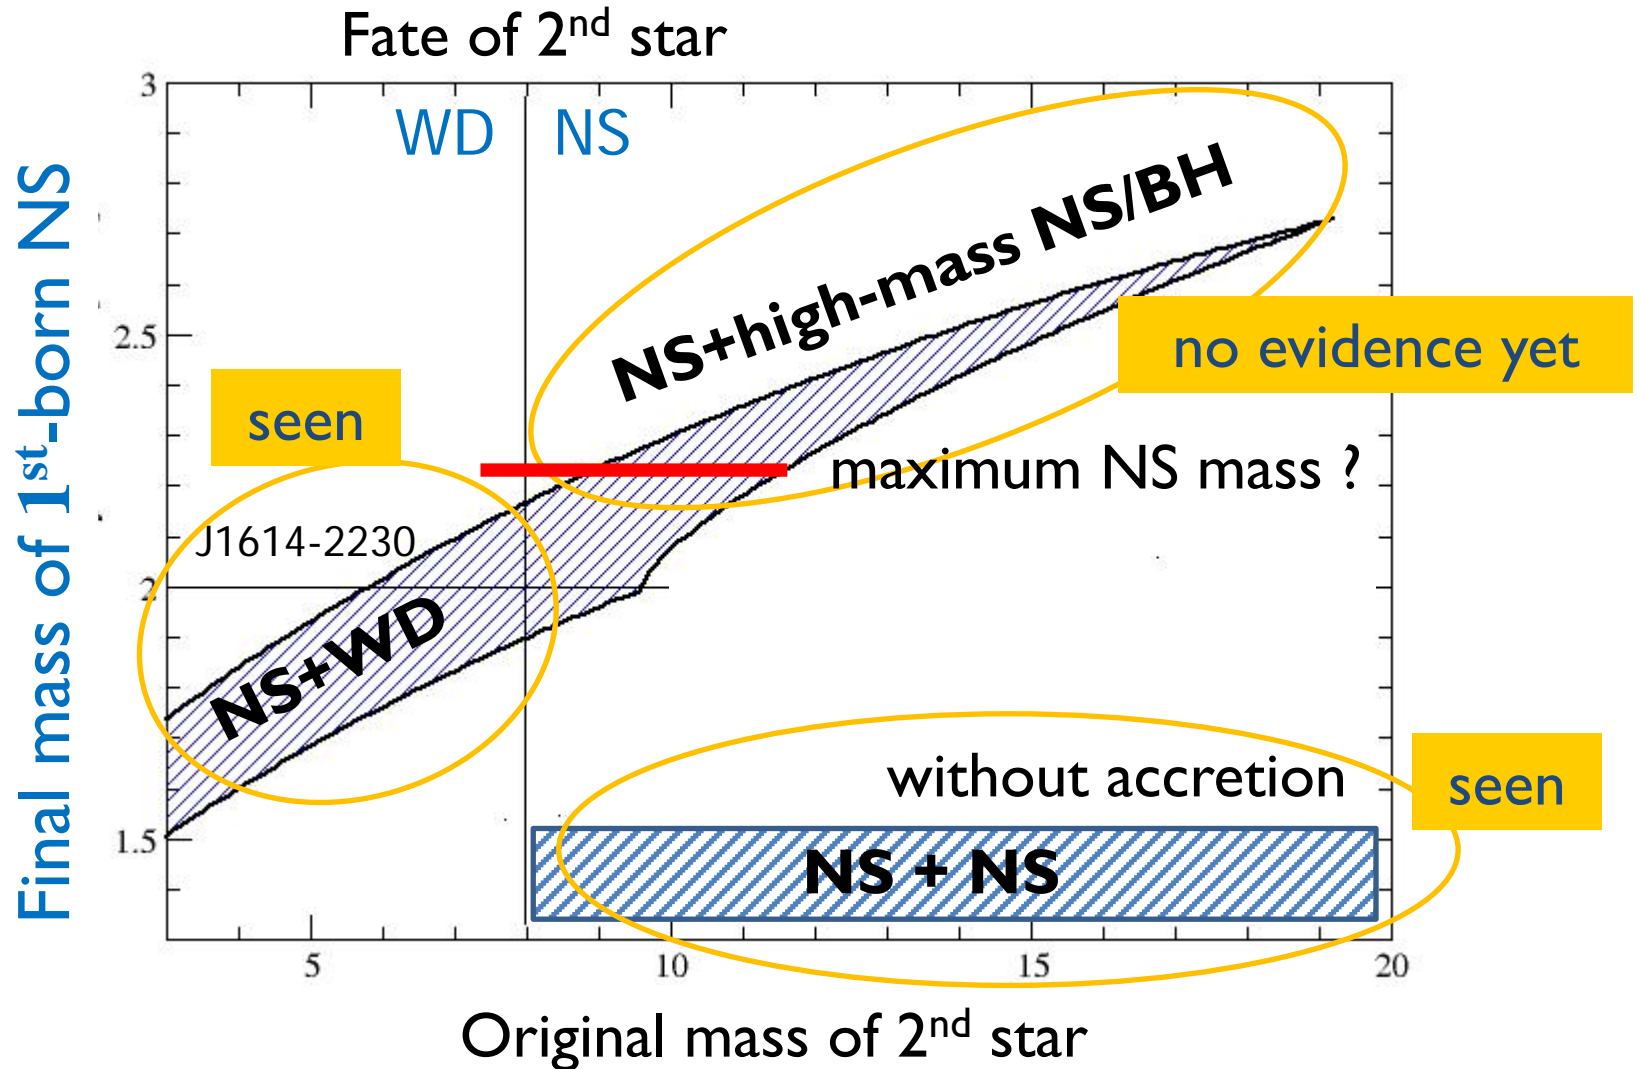 Fate of 2nd star
3
WD
NS
NS+high-mass NS/BH
2.5
no evidence yet
seen
maximum NS mass ?
J1614-2230
2
NS+WD
without accretion
seen
1.5
NS + NS
5
10
15
20
Original mass of 2nd star
Final mass of 1st-born NS